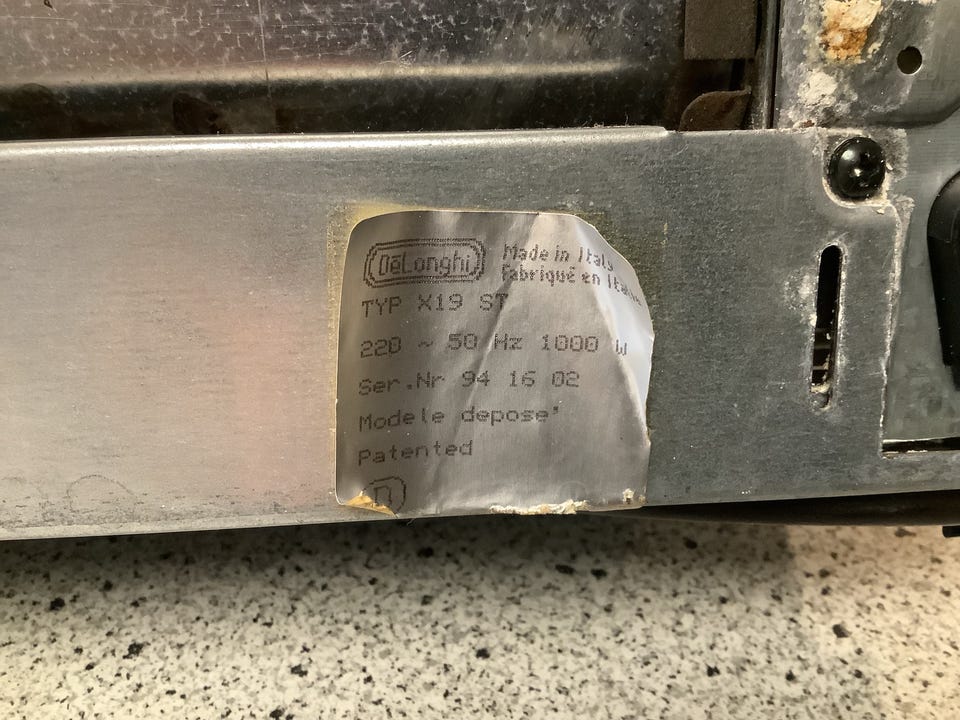 DeLonghi
Made in Italy
Fabriqué en Italie
TYP X19 ST
220 ~ 50 Hz 1000 W
Ser.Nr 94 16 02
Modele depose'
Patented